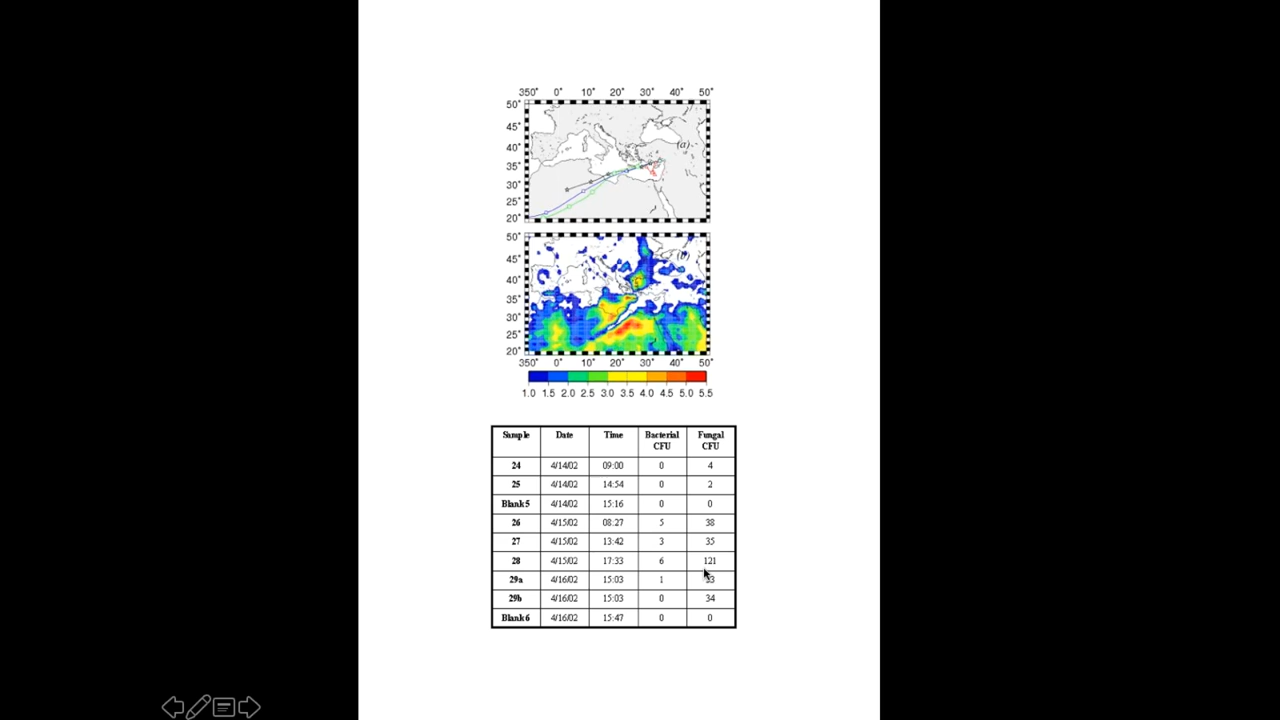 350° 0° 10° 20° 30° 40° 50°
50°
45°
40°
35°
30°
25°
20°
(a)
50°
45°
40°
35°
30°
25°
20°
350° 0° 10° 20° 30° 40° 50°
1.0 1.5 2.0 2.5 3.0 3.5 4.0 4.5 5.0 5.5
Sample Date Time Bacterial CFU Fungal CFU
24 4/14/02 09:00 0 4
25 4/14/02 14:54 0 2
Blank 5 4/14/02 15:16 0 0
26 4/15/02 08:27 5 38
27 4/15/02 13:42 3 35
28 4/15/02 17:33 6 121
29a 4/16/02 15:03 1
29b 4/16/02 15:03 0 34
Blank 6 4/16/02 15:47 0 0